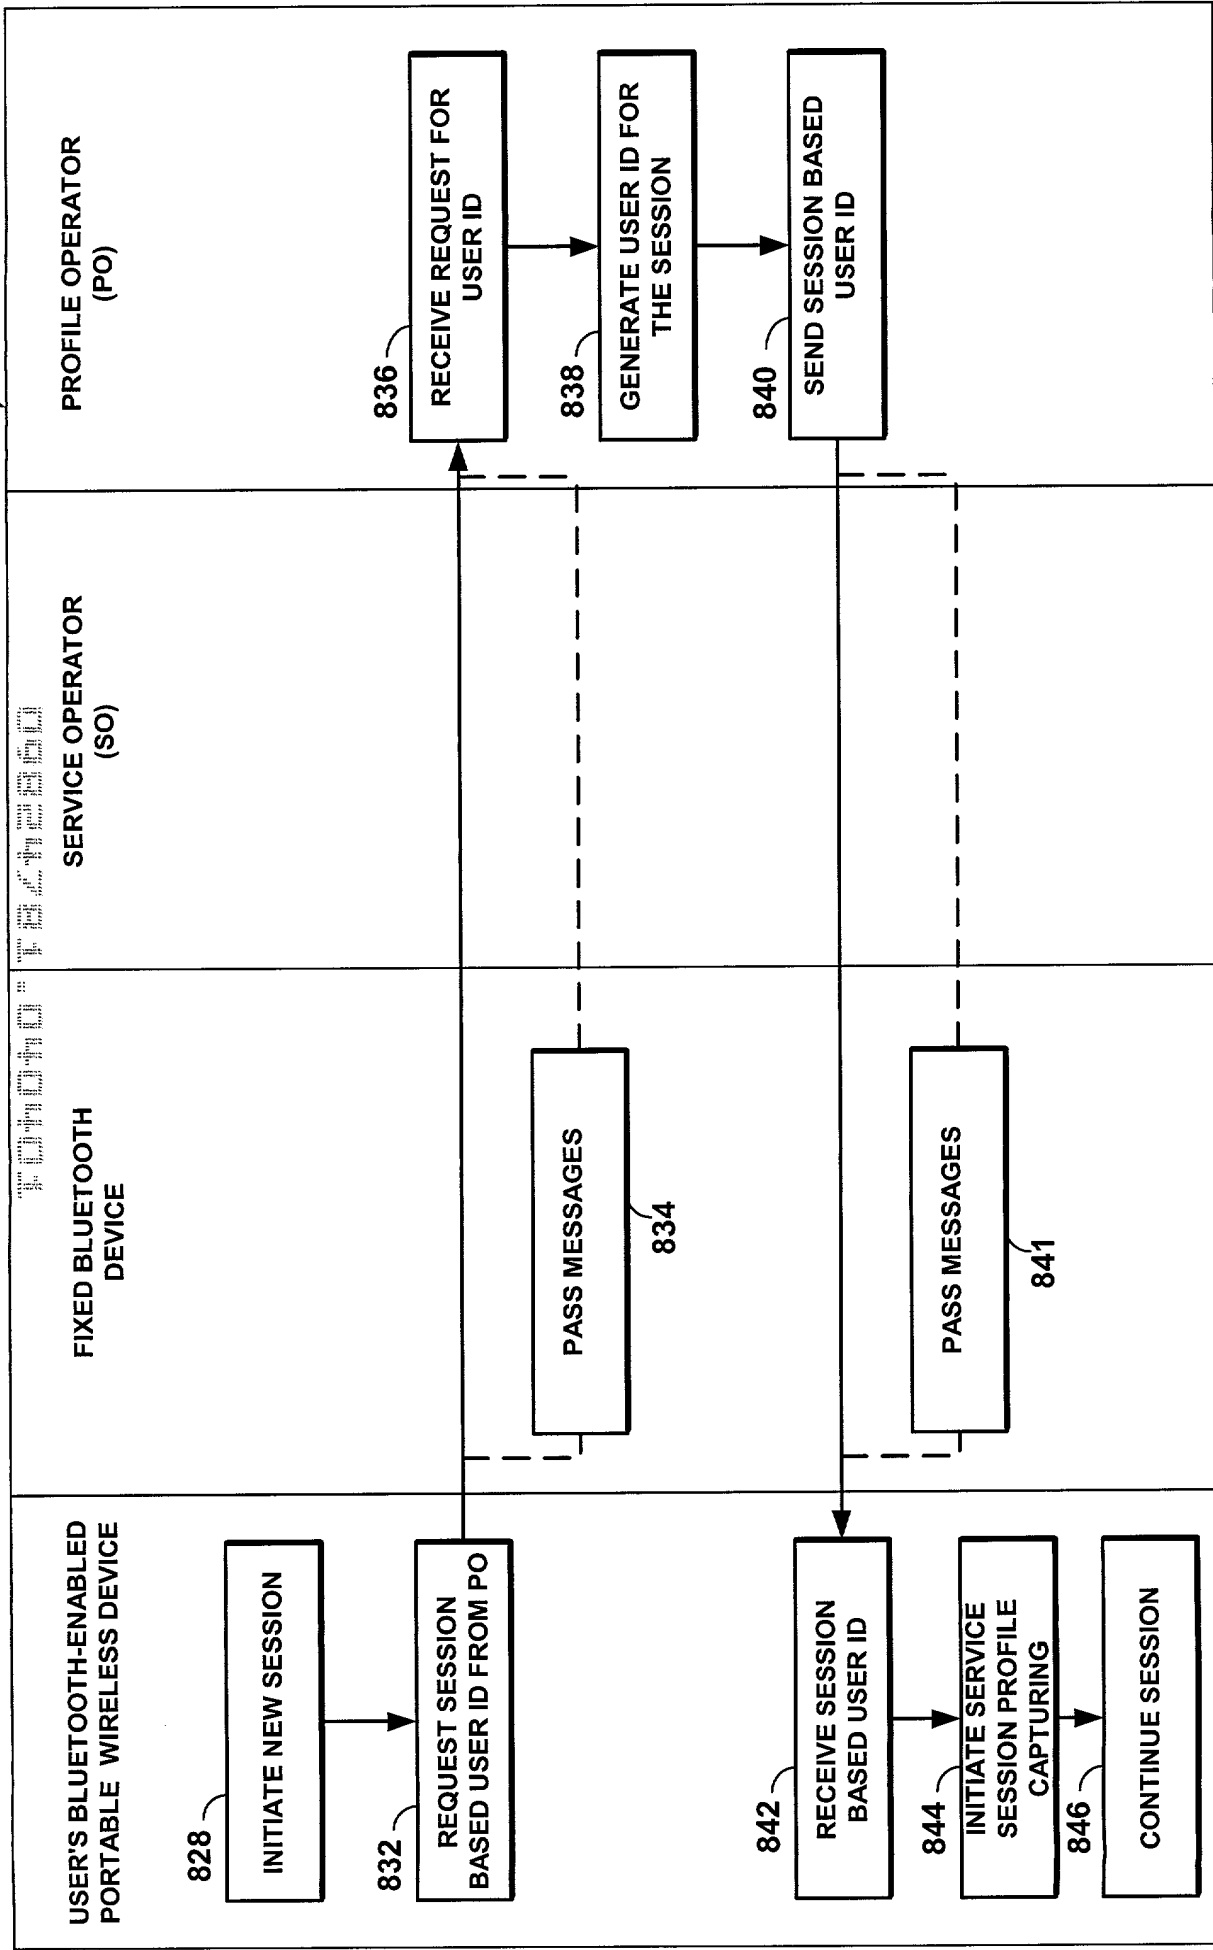 USER'S BLUETOOTH-ENABLED
PORTABLE WIRELESS DEVICE
FIXED BLUETOOTH
DEVICE
SERVICE OPERATOR
(SO)
PROFILE OPERATOR
(PO)
828
INITIATE NEW SESSION
832
REQUEST SESSION
BASED USER ID FROM PO
834
PASS MESSAGES
836
RECEIVE REQUEST FOR
USER ID
838
GENERATE USER ID FOR
THE SESSION
840
SEND SESSION BASED
USER ID
841
PASS MESSAGES
842
RECEIVE SESSION
BASED USER ID
844
INITIATE SERVICE
SESSION PROFILE
CAPTURING
846
CONTINUE SESSION